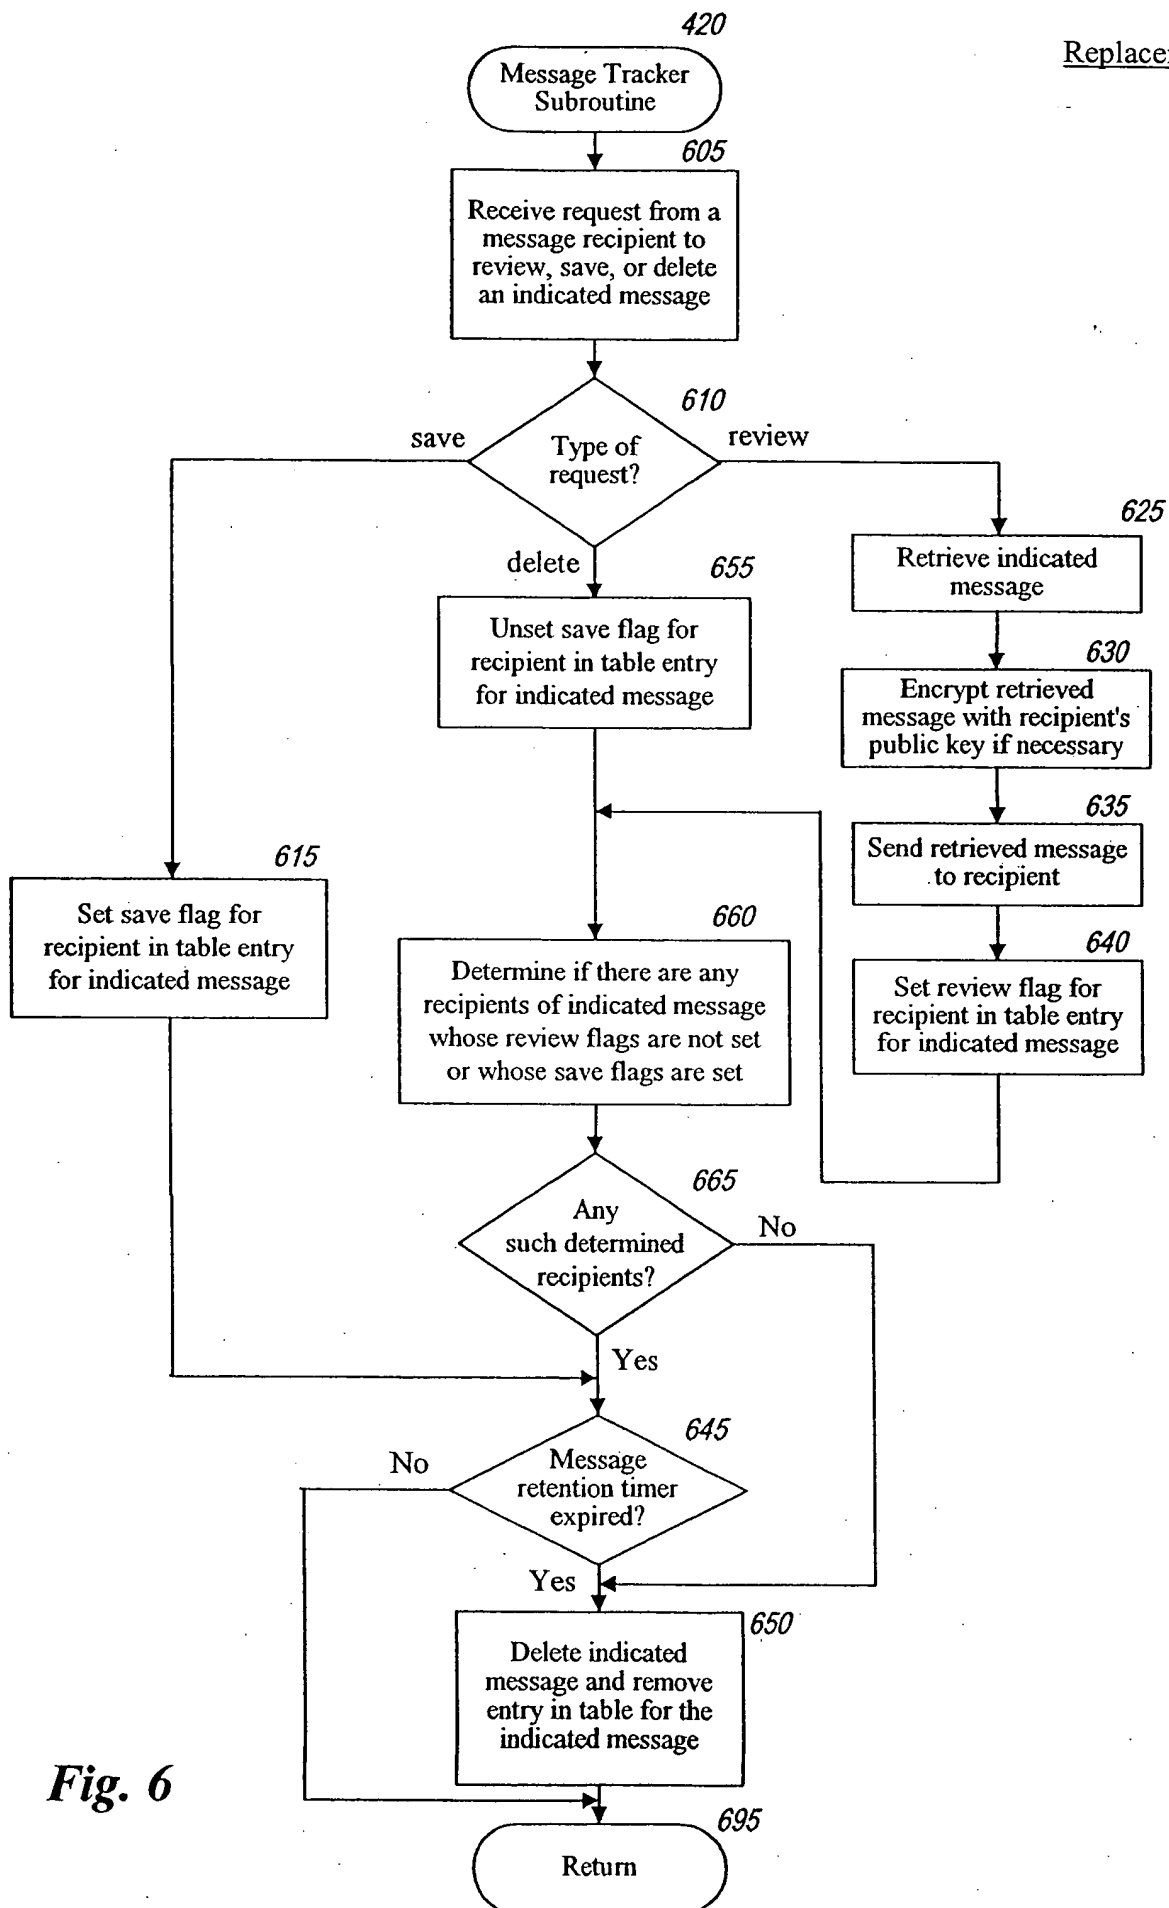 420
Replace
Message Tracker
Subroutine
605
Receive request from a
message recipient to
review, save, or delete
an indicated message
610
save
Type of
request?
review
625
delete
655
Retrieve indicated
message
Unset save flag for
recipient in table entry
for indicated message
630
Encrypt retrieved
message with recipient's
public key if necessary
635
Send retrieved message
to recipient
615
Set save flag for
recipient in table entry
for indicated message
660
Determine if there are any
recipients of indicated message
whose review flags are not set
or whose save flags are set
640
Set review flag for
recipient in table entry
for indicated message
665
Any
such determined
recipients?
No
Yes
645
No
Message
retention timer
expired?
Yes
650
Delete indicated
message and remove
entry in table for the
indicated message
Fig. 6
695
Return